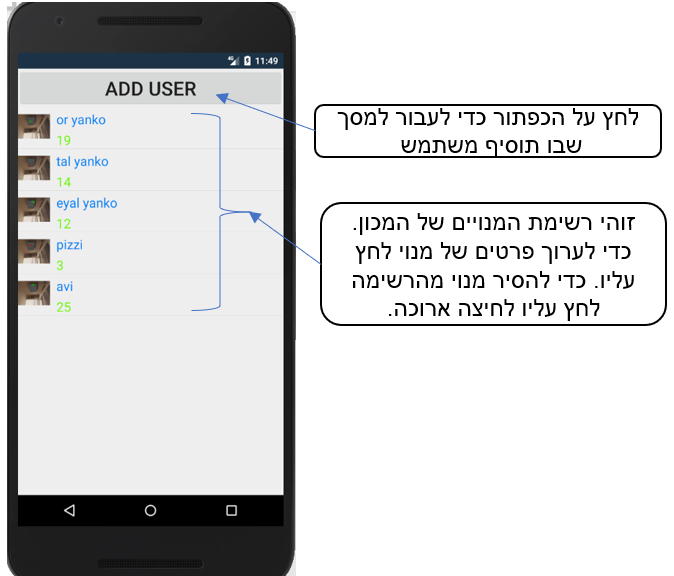 11:49
ADD USER
or yanko
19
tal yanko
14
eyal yanko
12
pizzi
3
avi
25
לחץ על הכפתור כדי לעבור למסך
שבו תוסיף משתמש
זוהי רשימת המנויים של המכון.
כדי לערוך פרטים של מנוי לחץ
עליו. כדי להסיר מנוי מהרשימה
לחץ עליו לחיצה ארוכה.